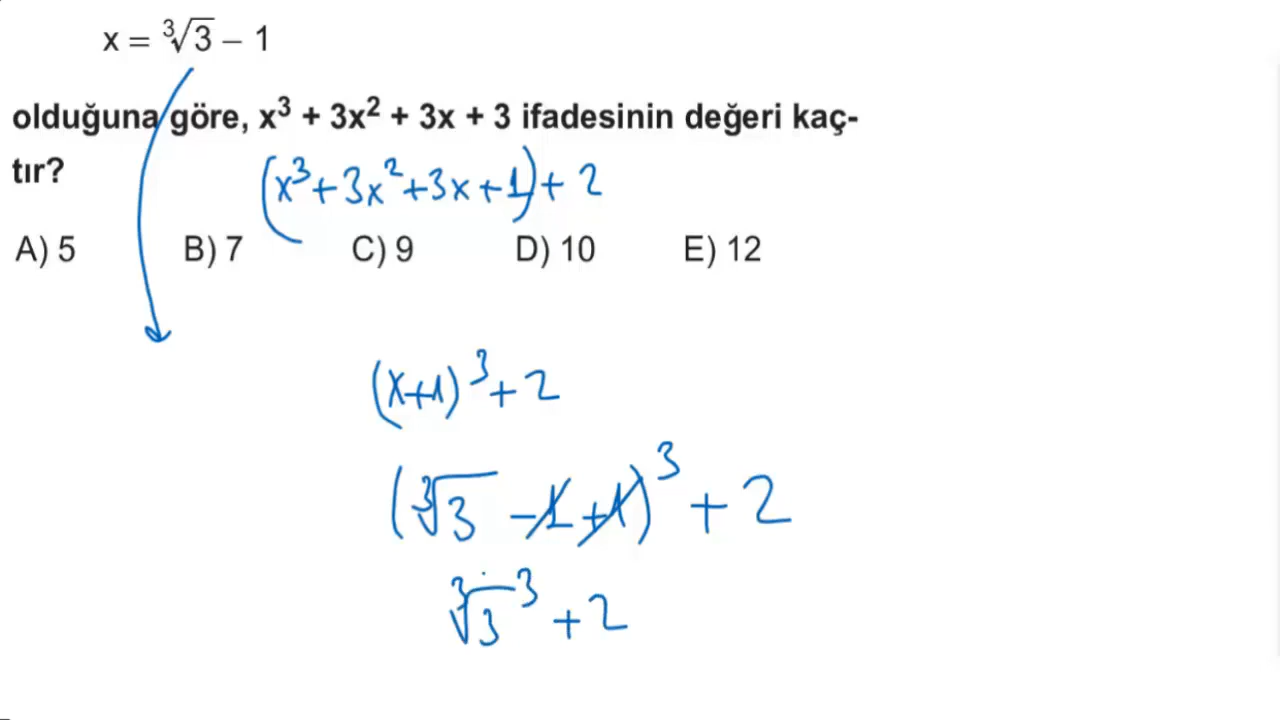 x = ∛3 – 1
olduğuna göre, x³ + 3x² + 3x + 3 ifadesinin değeri kaç-
tır?
(x³+3x²+3x+1)+2
A) 5 B) 7 C) 9 D) 10 E) 12
(x+1)³+2
(∛3 -1+1)³ + 2
∛3³ +2